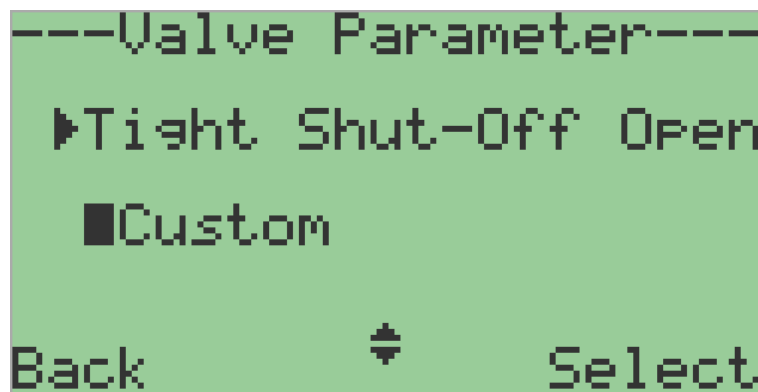 ---Valve Parameter---
Tight Shut-Off Open
Custom
Back Select